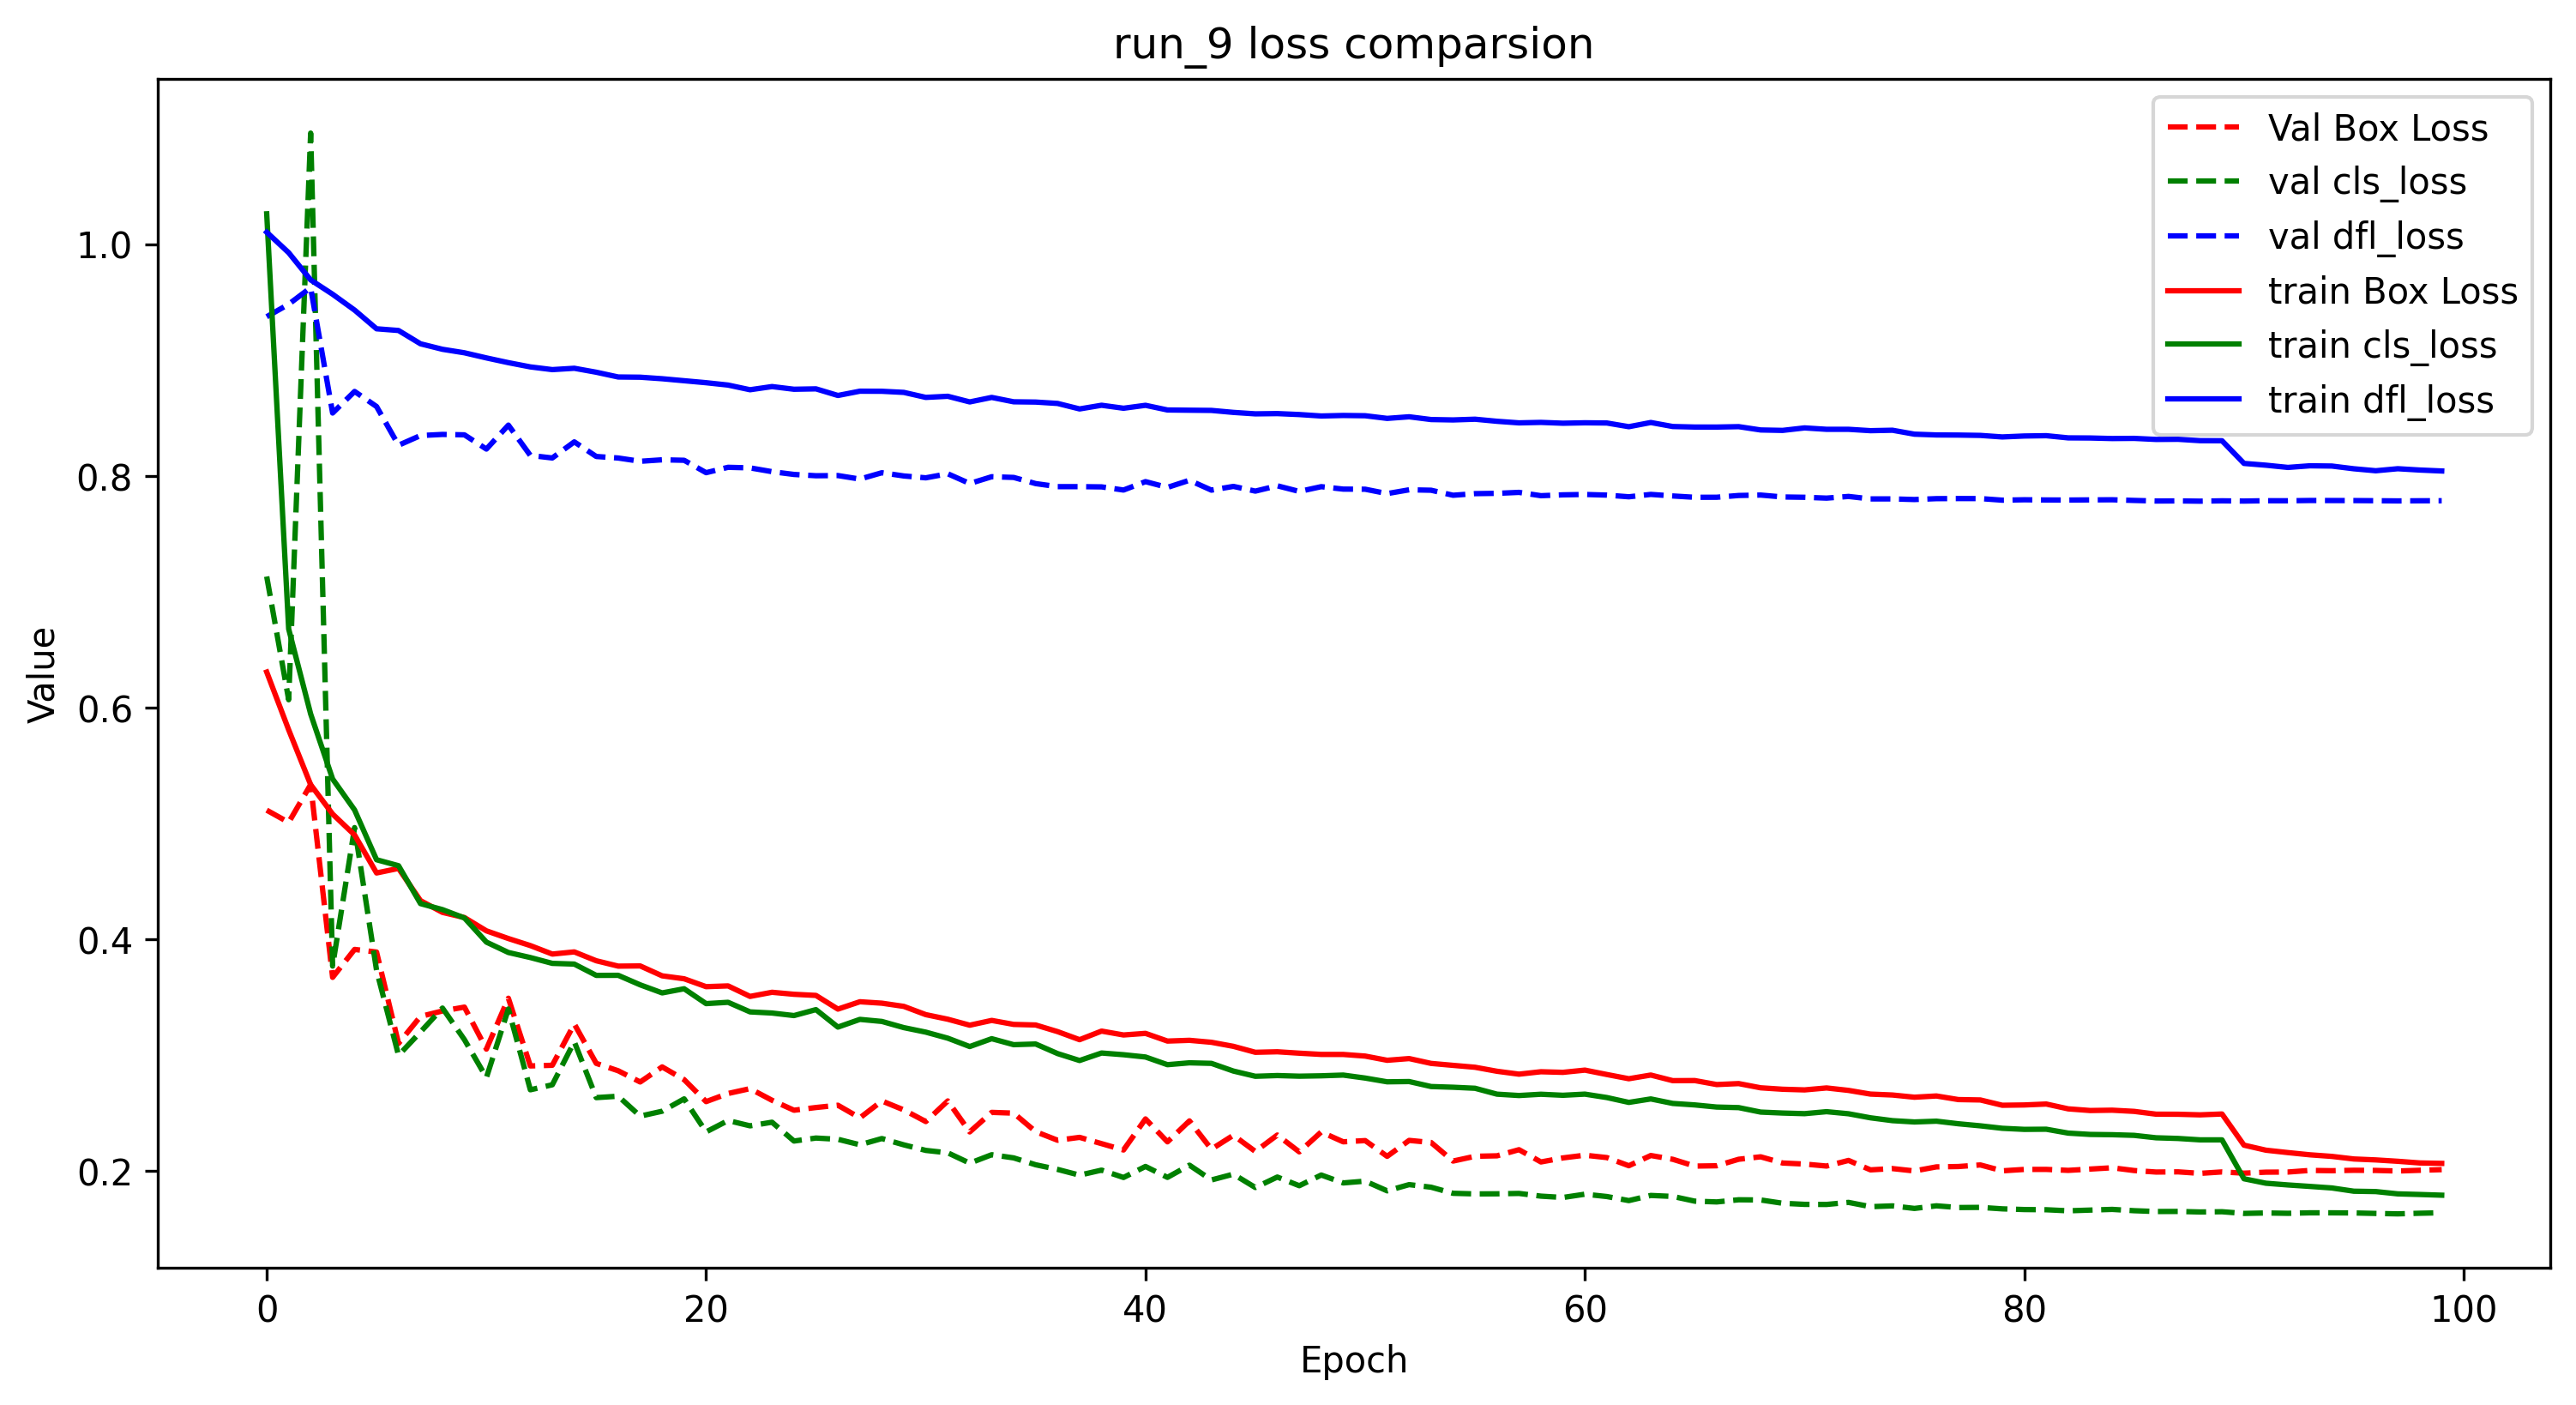 run_9 loss comparsion
Val Box Loss
val cls_loss
val dfl_loss
train Box Loss
train cls_loss
train dfl_loss
Value
1.0
0.8
0.6
0.4
0.2
0 20 40 60 80 100
Epoch